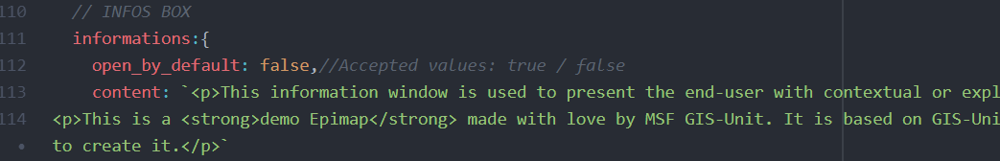 110 // INFOS BOX
111 informations:{
112 open_by_default: false,//Accepted values: true / false
113 content: `<p>This information window is used to present the end-user with contextual or expl
114 <p>This is a <strong>demo Epimap</strong> made with love by MSF GIS-Unit. It is based on GIS-Uni
• to create it.</p>`